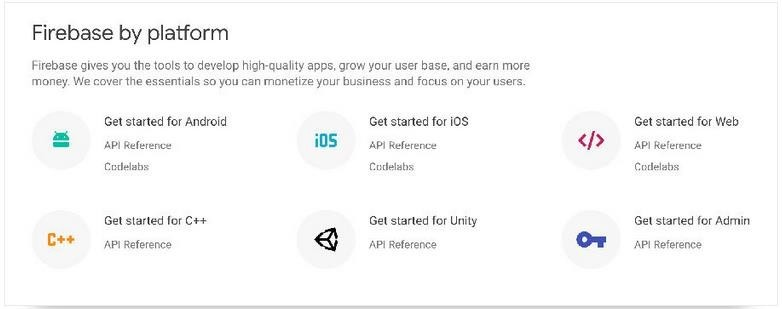 Firebase by platform
Firebase gives you the tools to develop high-quality apps, grow your user base, and earn more
money. We cover the essentials so you can monetize your business and focus on your users.
Get started for Android
API Reference
Codelabs
iOS
Get started for iOS
API Reference
Codelabs
</>
Get started for Web
API Reference
Codelabs
C++
Get started for C++
API Reference
Get started for Unity
API Reference
Get started for Admin
API Reference